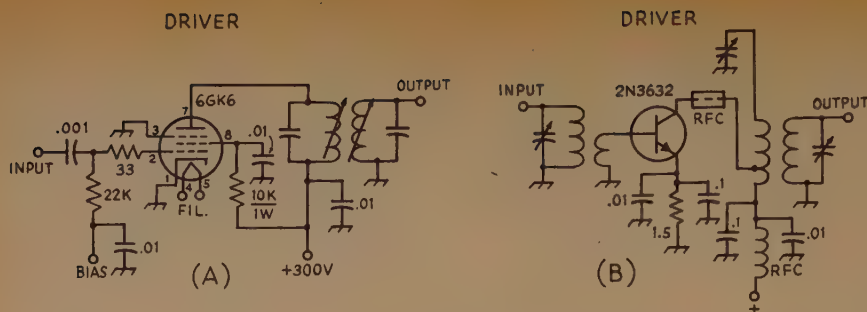 DRIVER
6GK6
7
OUTPUT
.001
3
8
.01
INPUT
2
33
1
4
5
22K
FIL.
10K
1W
.01
.01
BIAS
(A)
+300V
DRIVER
INPUT
2N3632
RFC
OUTPUT
.01
.1
1.5
.1
.01
(B)
RFC
+